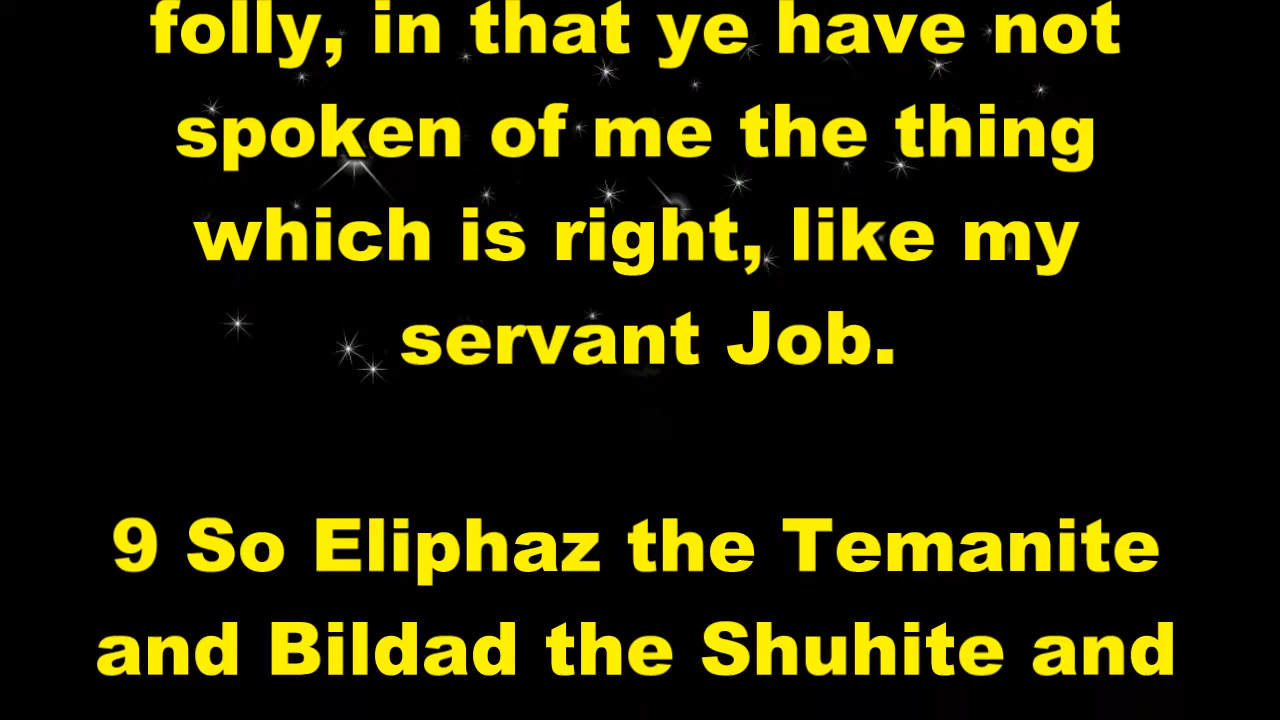 folly, in that ye have not
spoken of me the thing
which is right, like my
servant Job.
9 So Eliphaz the Temanite
and Bildad the Shuhite and